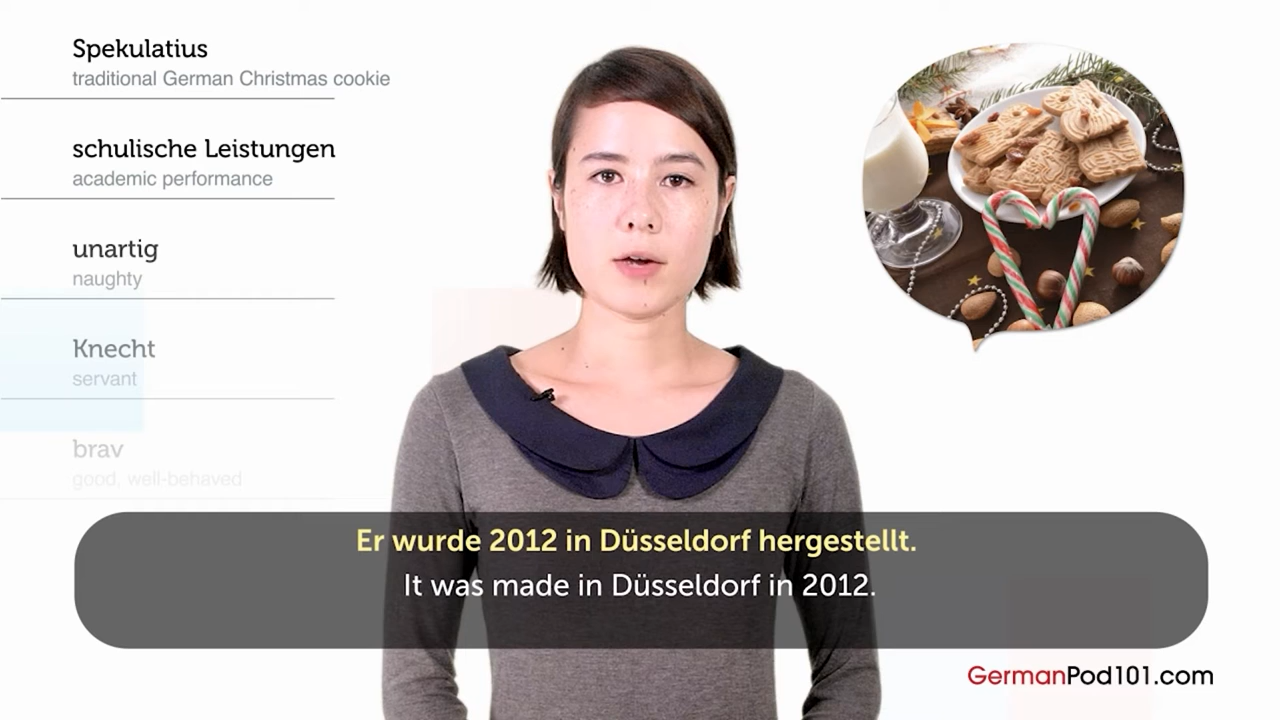 Spekulatius
traditional German Christmas cookie
schulische Leistungen
academic performance
unartig
naughty
Knecht
servant
brav
good, well-behaved
Er wurde 2012 in Düsseldorf hergestellt.
It was made in Düsseldorf in 2012.
GermanPod101.com